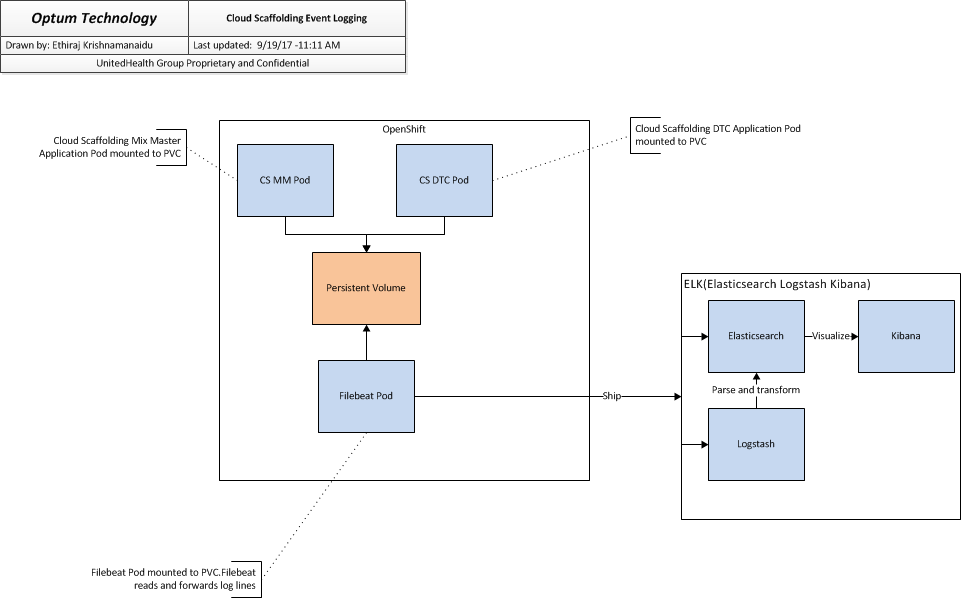 Optum Technology
Cloud Scaffolding Event Logging
Drawn by: Ethiraj Krishnamanaidu
Last updated:  9/19/17 -11:11 AM
UnitedHealth Group Proprietary and Confidential
Cloud Scaffolding Mix Master
Application Pod mounted to PVC
OpenShift
Cloud Scaffolding DTC Application Pod
mounted to PVC
CS MM Pod
CS DTC Pod
Persistent Volume
Filebeat Pod
Ship
ELK(Elasticsearch Logstash Kibana)
Elasticsearch
Visualize
Kibana
Parse and transform
Logstash
Filebeat Pod mounted to PVC.Filebeat
reads and forwards log lines